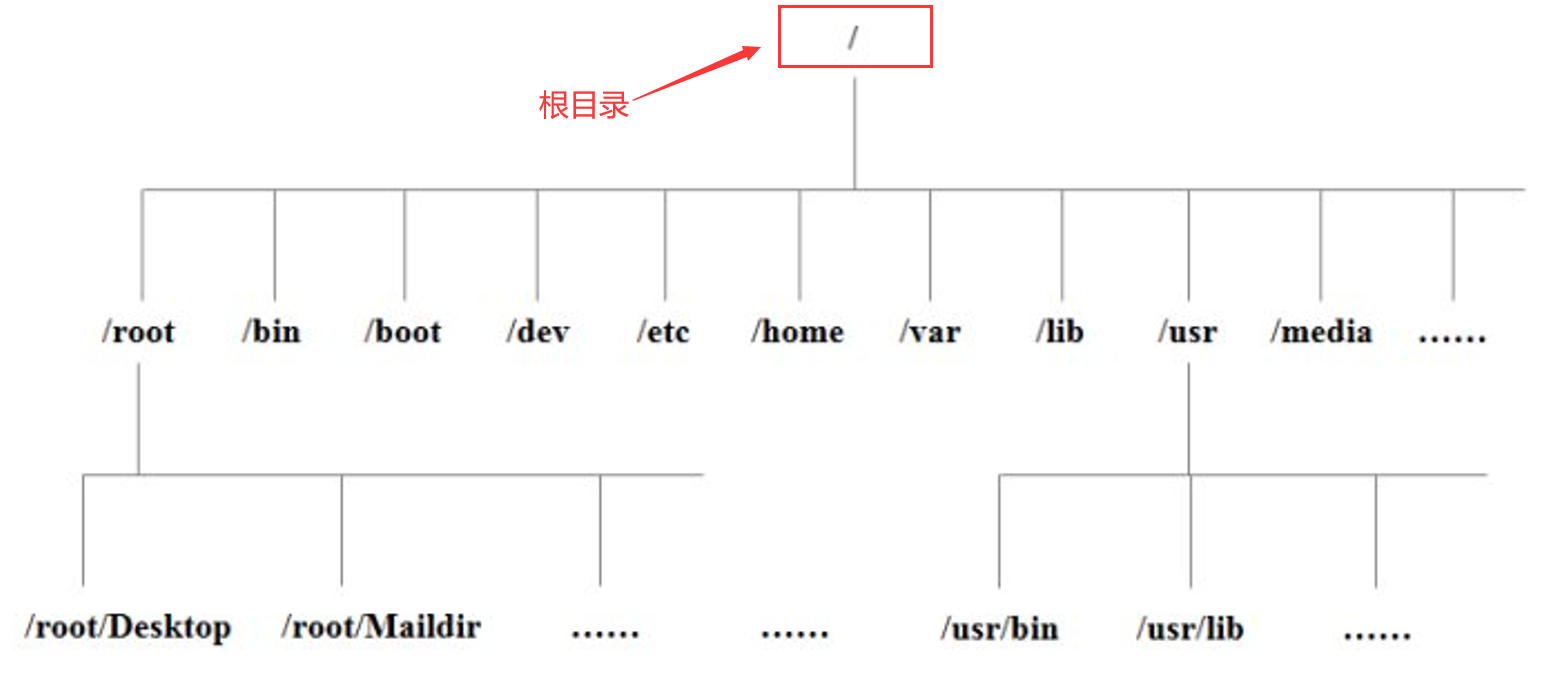 /
根目录
/root /bin /boot /dev /etc /home /var /lib /usr /media ......
/root/Desktop /root/Maildir ...... ...... /usr/bin /usr/lib ......